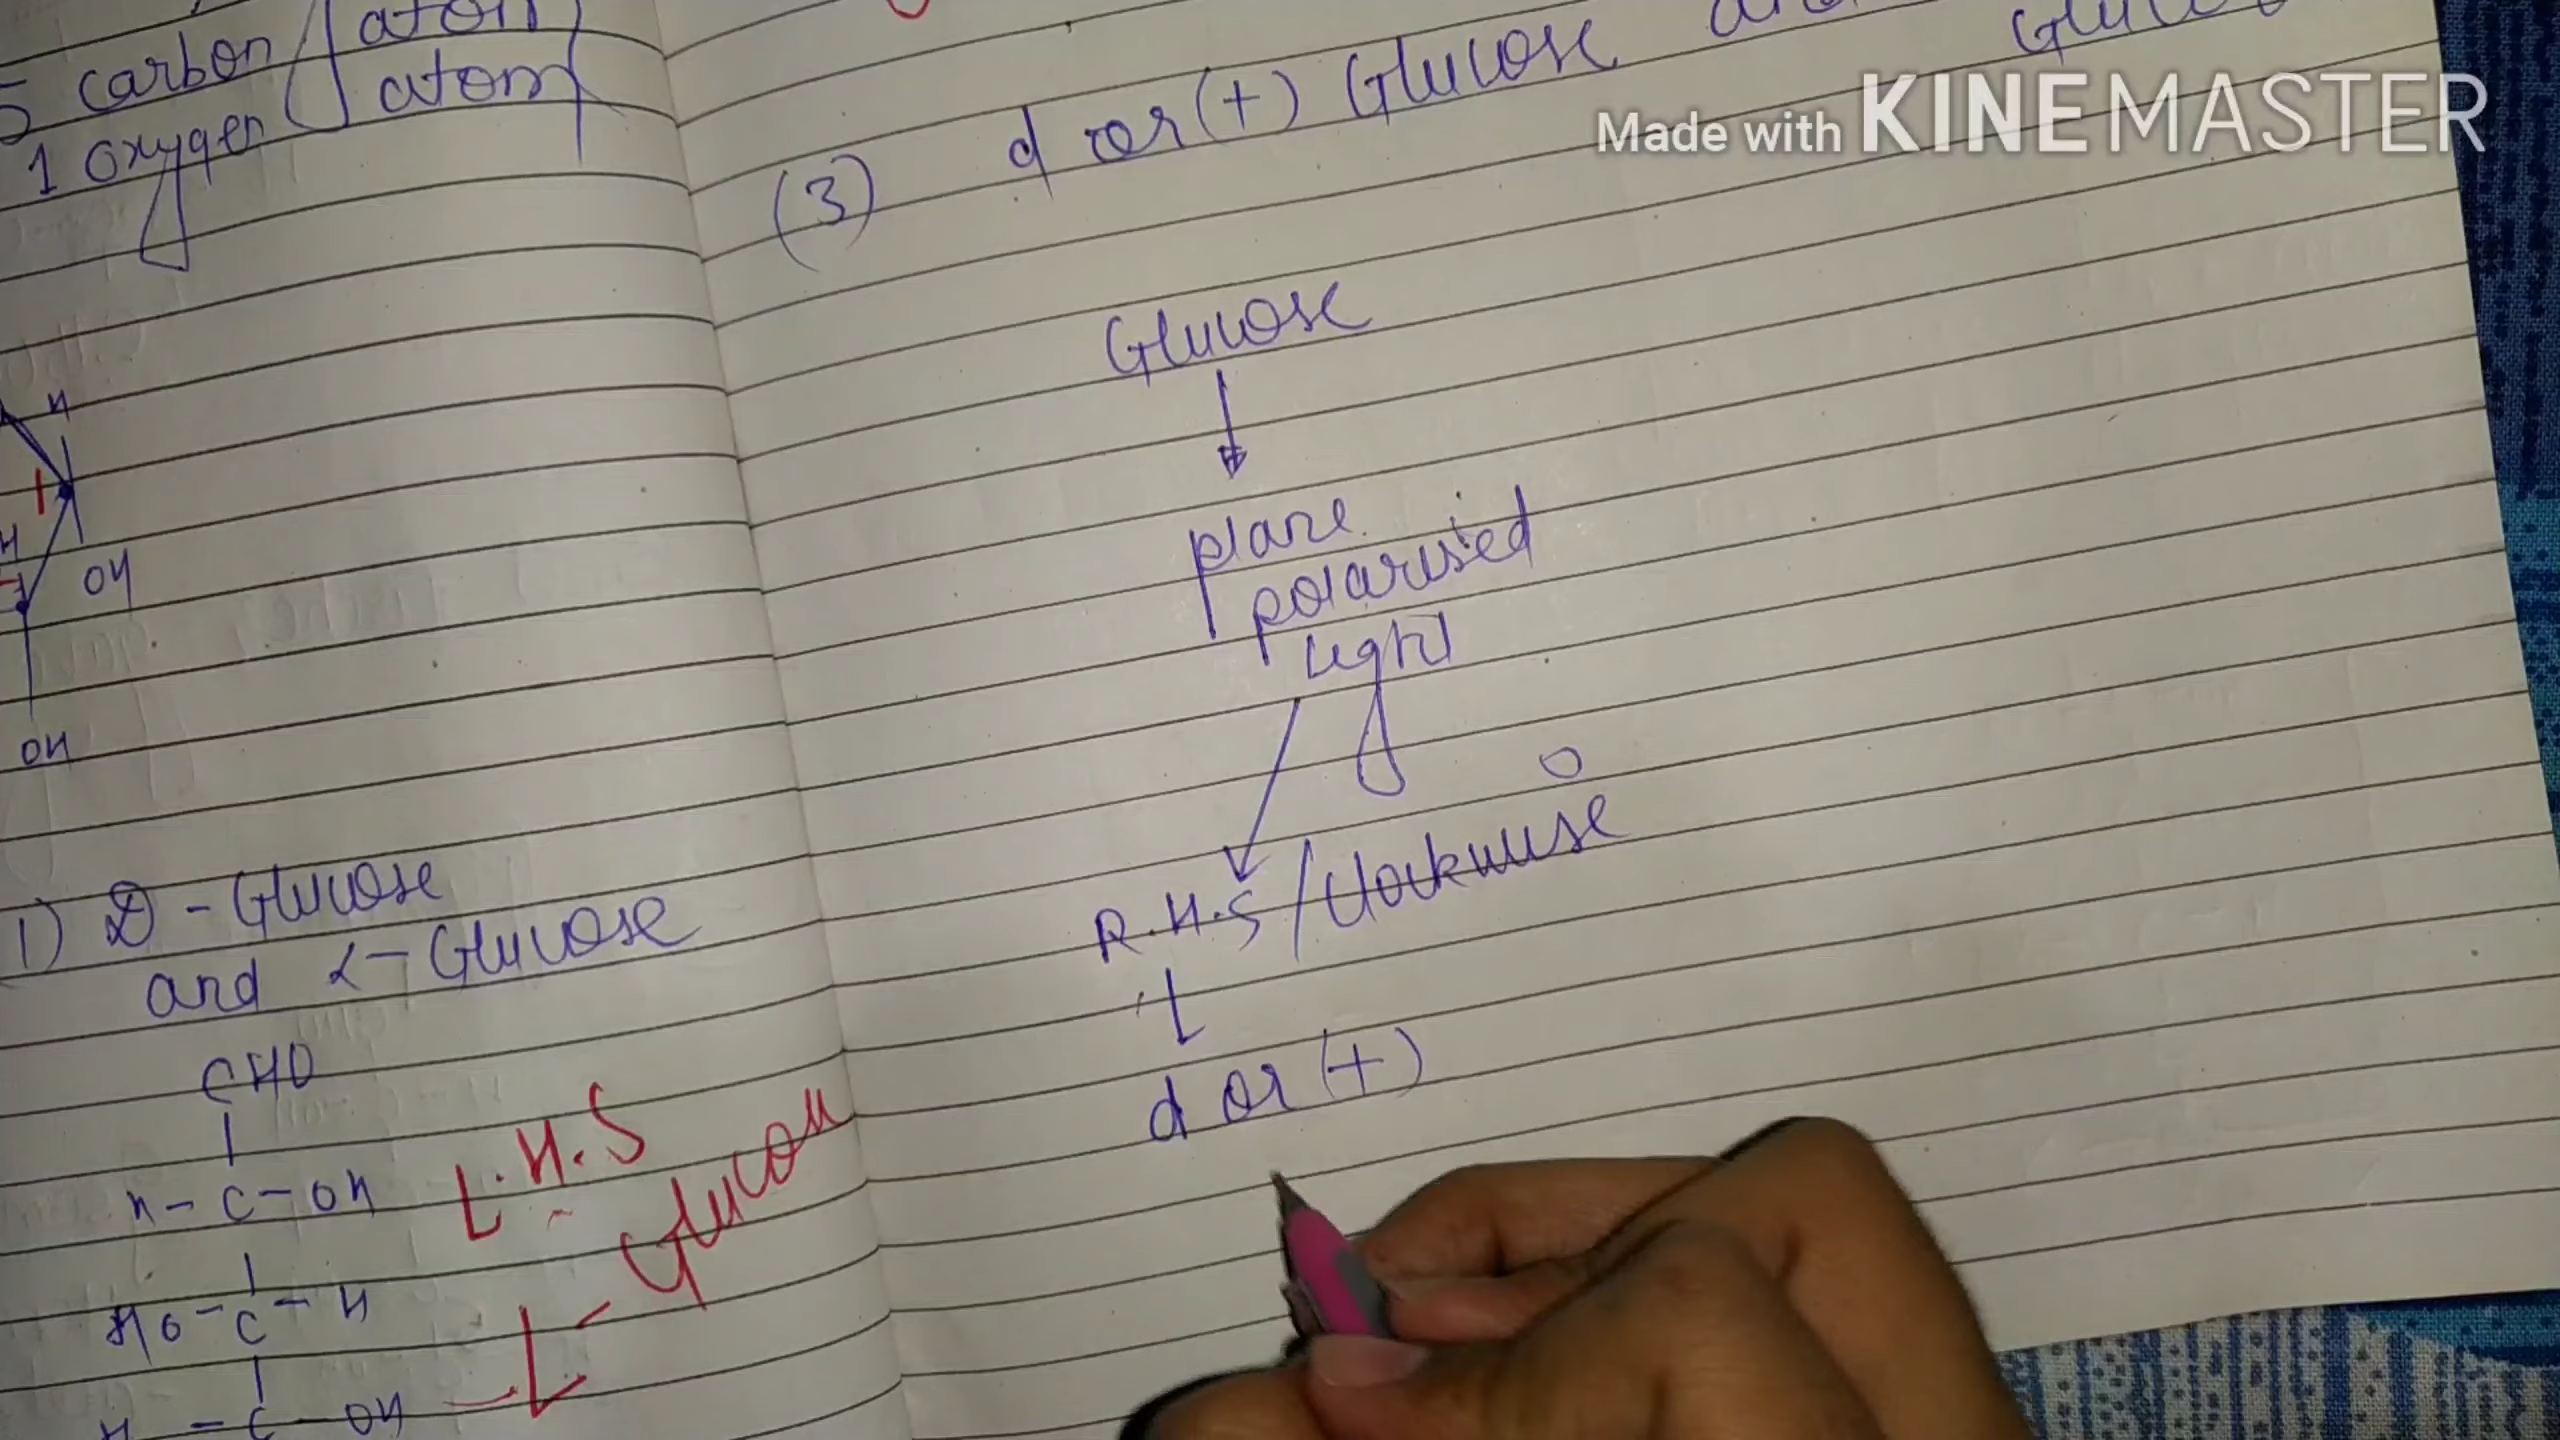 5 carbon atom
1 oxygen atom
H
1
H
OH
OH
1) D - Glucose
and α - Glucose
CHO
H - C - OH
HO - C - H
H - C - OH
L.H.S
L - Glucose
(3) d or (+) Glucose
Made with KINEMASTER
Glucose
plane
polarised
light
R.H.S / Clockwise
d or (+)